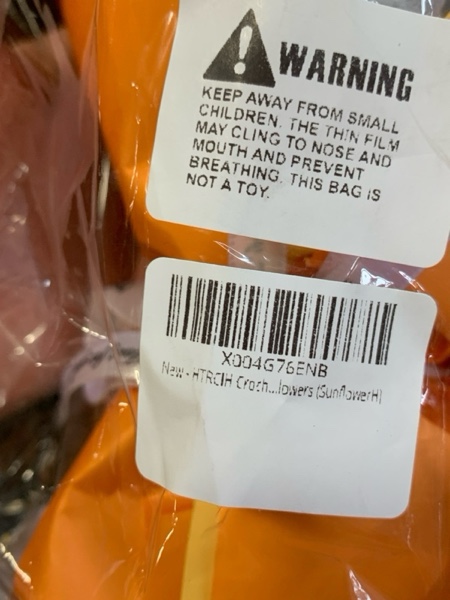 WARNING
KEEP AWAY FROM SMALL
CHILDREN. THE THIN FILM
MAY CLING TO NOSE AND
MOUTH AND PREVENT
BREATHING. THIS BAG IS
NOT A TOY.
X004G76ENB
New - HTRCIH Croch...lowers (SunflowerH)